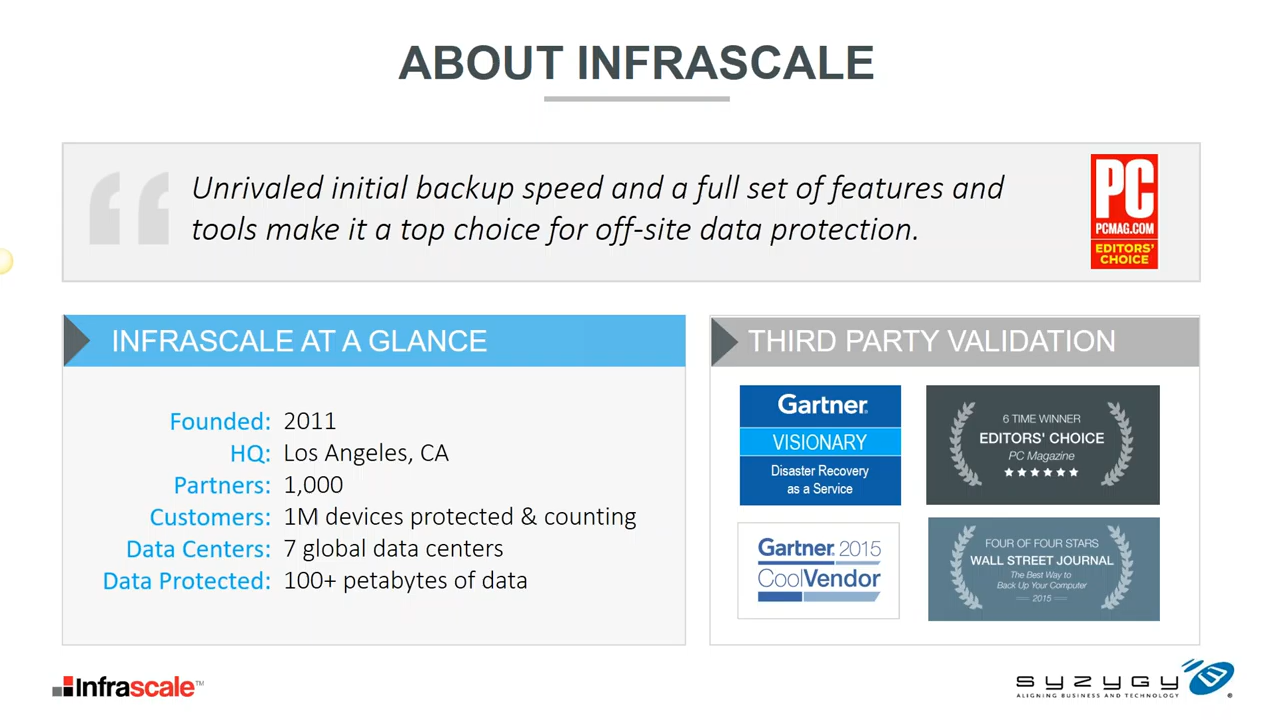 ABOUT INFRASCALE
Unrivaled initial backup speed and a full set of features and
tools make it a top choice for off-site data protection.
PC
PCMAG.COM
EDITORS'
CHOICE
INFRASCALE AT A GLANCE
Founded: 2011
HQ: Los Angeles, CA
Partners: 1,000
Customers: 1M devices protected & counting
Data Centers: 7 global data centers
Data Protected: 100+ petabytes of data
THIRD PARTY VALIDATION
Gartner
VISIONARY
Disaster Recovery
as a Service
6 TIME WINNER
EDITORS' CHOICE
PC Magazine
Gartner 2015
CoolVendor
FOUR OF FOUR STARS
WALL STREET JOURNAL
The Best Way to
Back Up Your Computer
2015
Infrascale™
SYZYGY
ALIGNING BUSINESS AND TECHNOLOGY ®